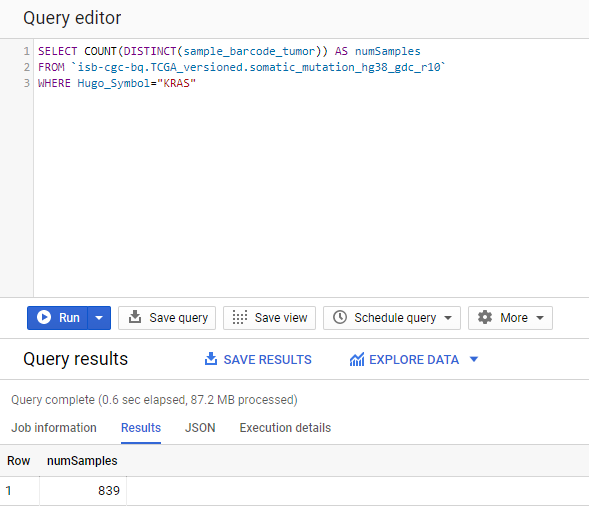 Query editor
1 SELECT COUNT(DISTINCT(sample_barcode_tumor)) AS numSamples
2 FROM `isb-cgc-bq.TCGA_versioned.somatic_mutation_hg38_gdc_r10`
3 WHERE Hugo_Symbol="KRAS"
Run Save query Save view Schedule query More
Query results SAVE RESULTS EXPLORE DATA
Query complete (0.6 sec elapsed, 87.2 MB processed)
Job information Results JSON Execution details
Row numSamples
1 839